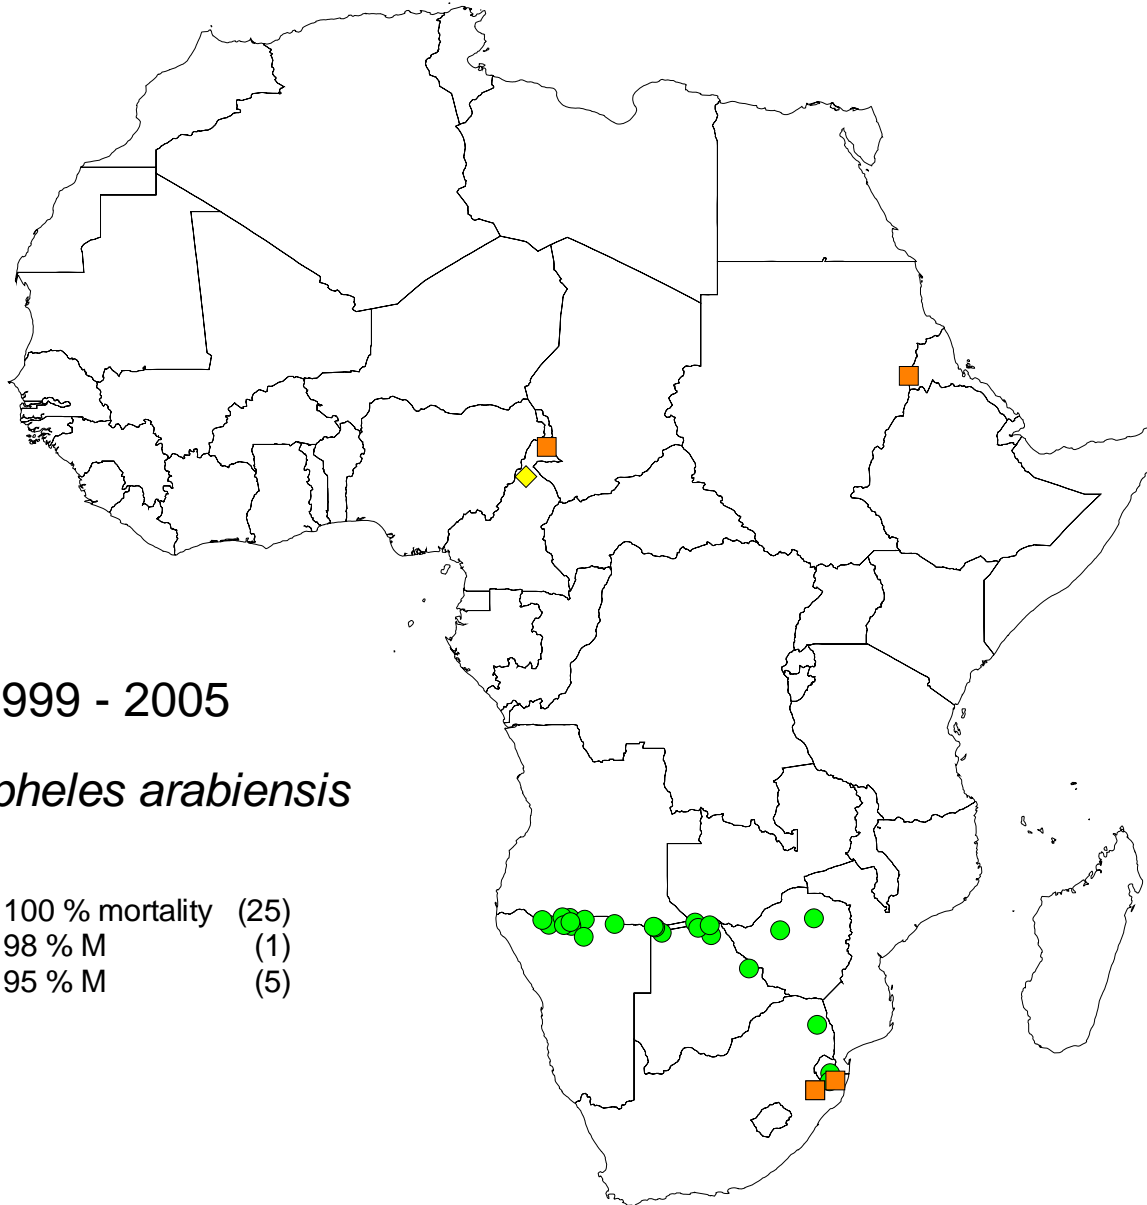 999 - 2005
pheles arabiensis
100 % mortality (25)
98 % M (1)
95 % M (5)